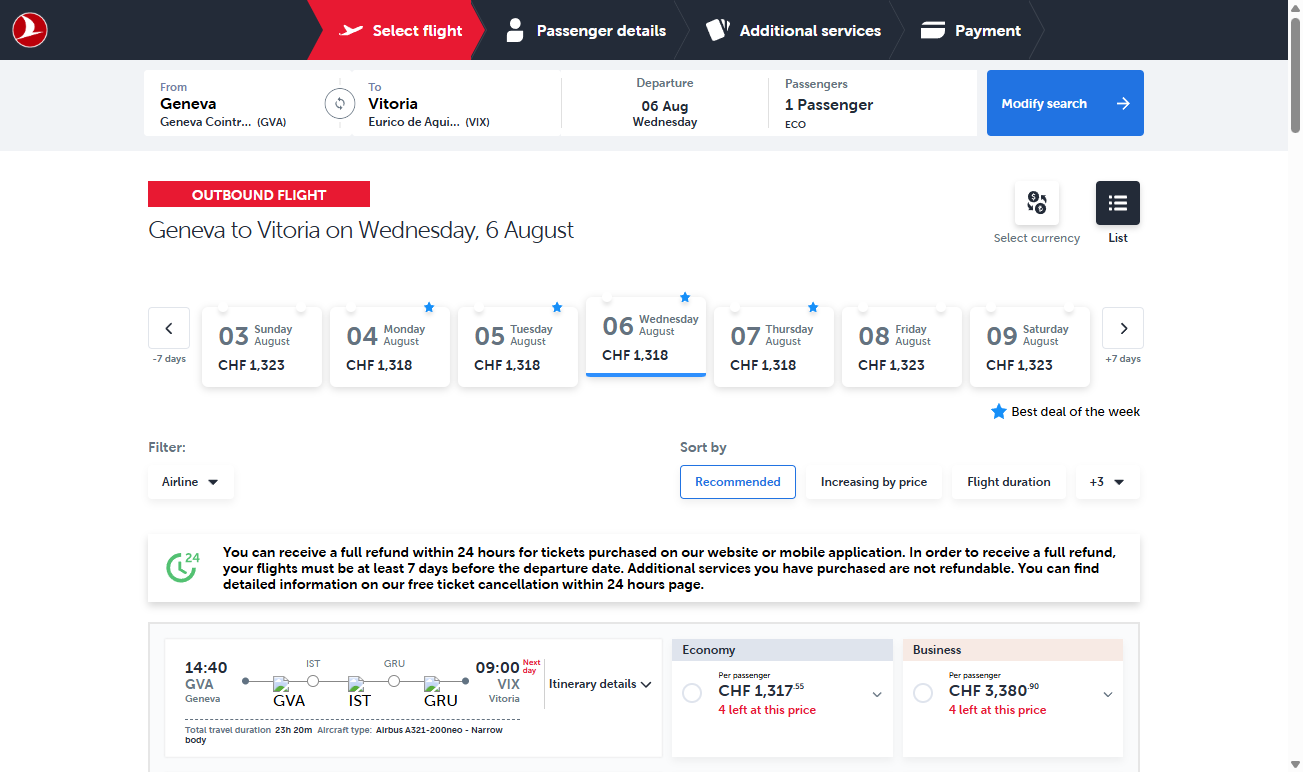 Select flight
Passenger details
Additional services
Payment
From
Geneva
Geneva Cointr... (GVA)
To
Vitoria
Eurico de Aqui... (VIX)
Departure
06 Aug
Wednesday
Passengers
1 Passenger
ECO
Modify search
OUTBOUND FLIGHT
Geneva to Vitoria on Wednesday, 6 August
Select currency
List
-7 days
03 Sunday August
CHF 1,323
04 Monday August
CHF 1,318
05 Tuesday August
CHF 1,318
06 Wednesday August
CHF 1,318
07 Thursday August
CHF 1,318
08 Friday August
CHF 1,323
09 Saturday August
CHF 1,323
+7 days
Best deal of the week
Filter:
Airline
Sort by
Recommended
Increasing by price
Flight duration
+3
24
You can receive a full refund within 24 hours for tickets purchased on our website or mobile application. In order to receive a full refund,
your flights must be at least 7 days before the departure date. Additional services you have purchased are not refundable. You can find
detailed information on our free ticket cancellation within 24 hours page.
14:40
GVA
Geneva
IST
GRU
GVA
IST
GRU
09:00 Next day
VIX
Vitoria
Total travel duration 23h 20m Aircraft type: Airbus A321-200neo - Narrow
body
Itinerary details
Economy
Per passenger
CHF 1,317.55
4 left at this price
Business
Per passenger
CHF 3,380.90
4 left at this price